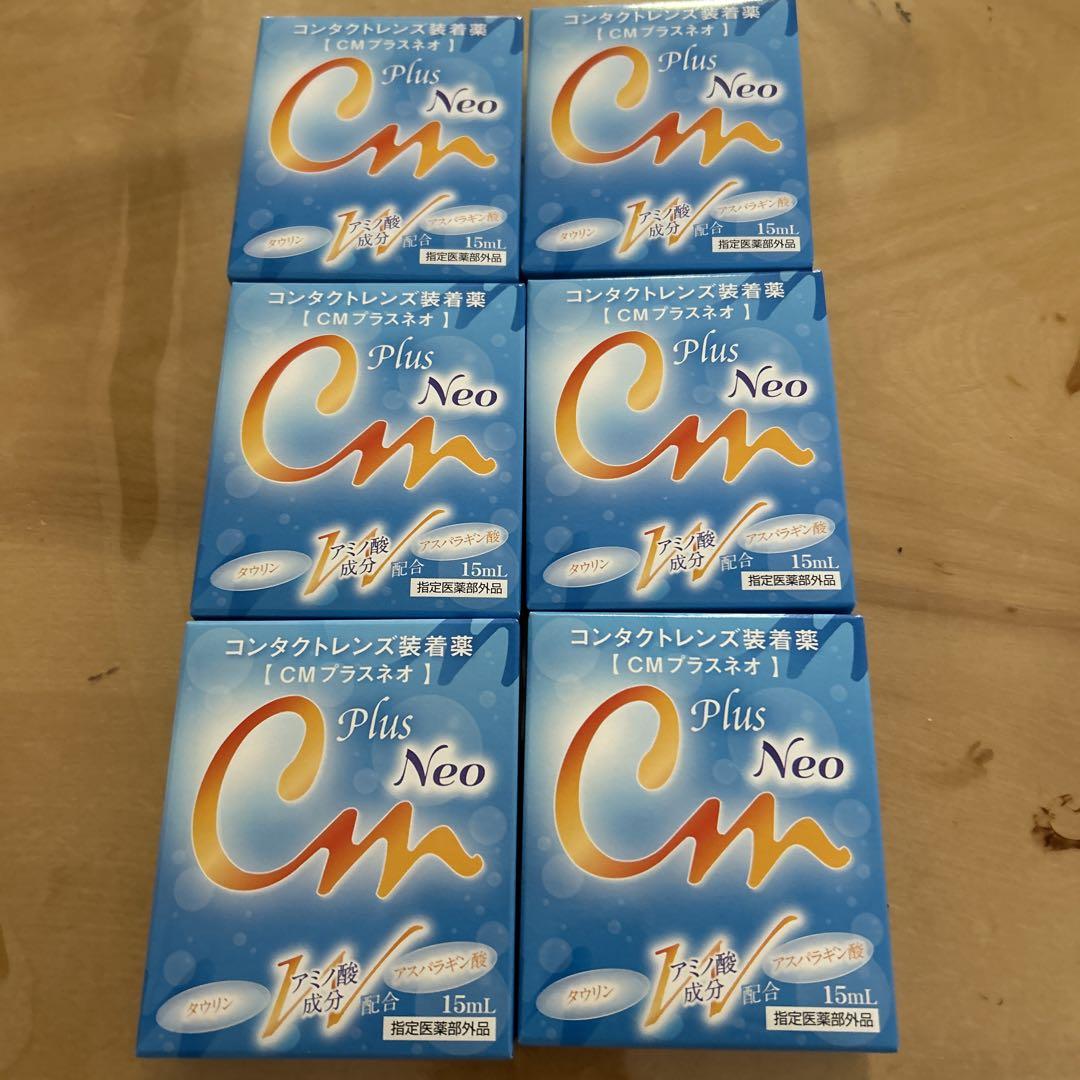 コンタクトレンズ装着薬
【CMプラスネオ】
Plus
Neo
Cm
タウリン
Wアミノ酸
成分
配合
アスパラギン酸
15mL
指定医薬部外品
コンタクトレンズ装着薬
【CMプラスネオ】
Plus
Neo
Cm
タウリン
Wアミノ酸
成分
配合
アスパラギン酸
15mL
指定医薬部外品
コンタクトレンズ装着薬
【CMプラスネオ】
Plus
Neo
Cm
タウリン
Wアミノ酸
成分
配合
アスパラギン酸
15mL
指定医薬部外品
コンタクトレンズ装着薬
【CMプラスネオ】
Plus
Neo
Cm
タウリン
Wアミノ酸
成分
配合
アスパラギン酸
15mL
指定医薬部外品
コンタクトレンズ装着薬
【CMプラスネオ】
Plus
Neo
Cm
タウリン
Wアミノ酸
成分
配合
アスパラギン酸
15mL
指定医薬部外品
コンタクトレンズ装着薬
【CMプラスネオ】
Plus
Neo
Cm
タウリン
Wアミノ酸
成分
配合
アスパラギン酸
15mL
指定医薬部外品